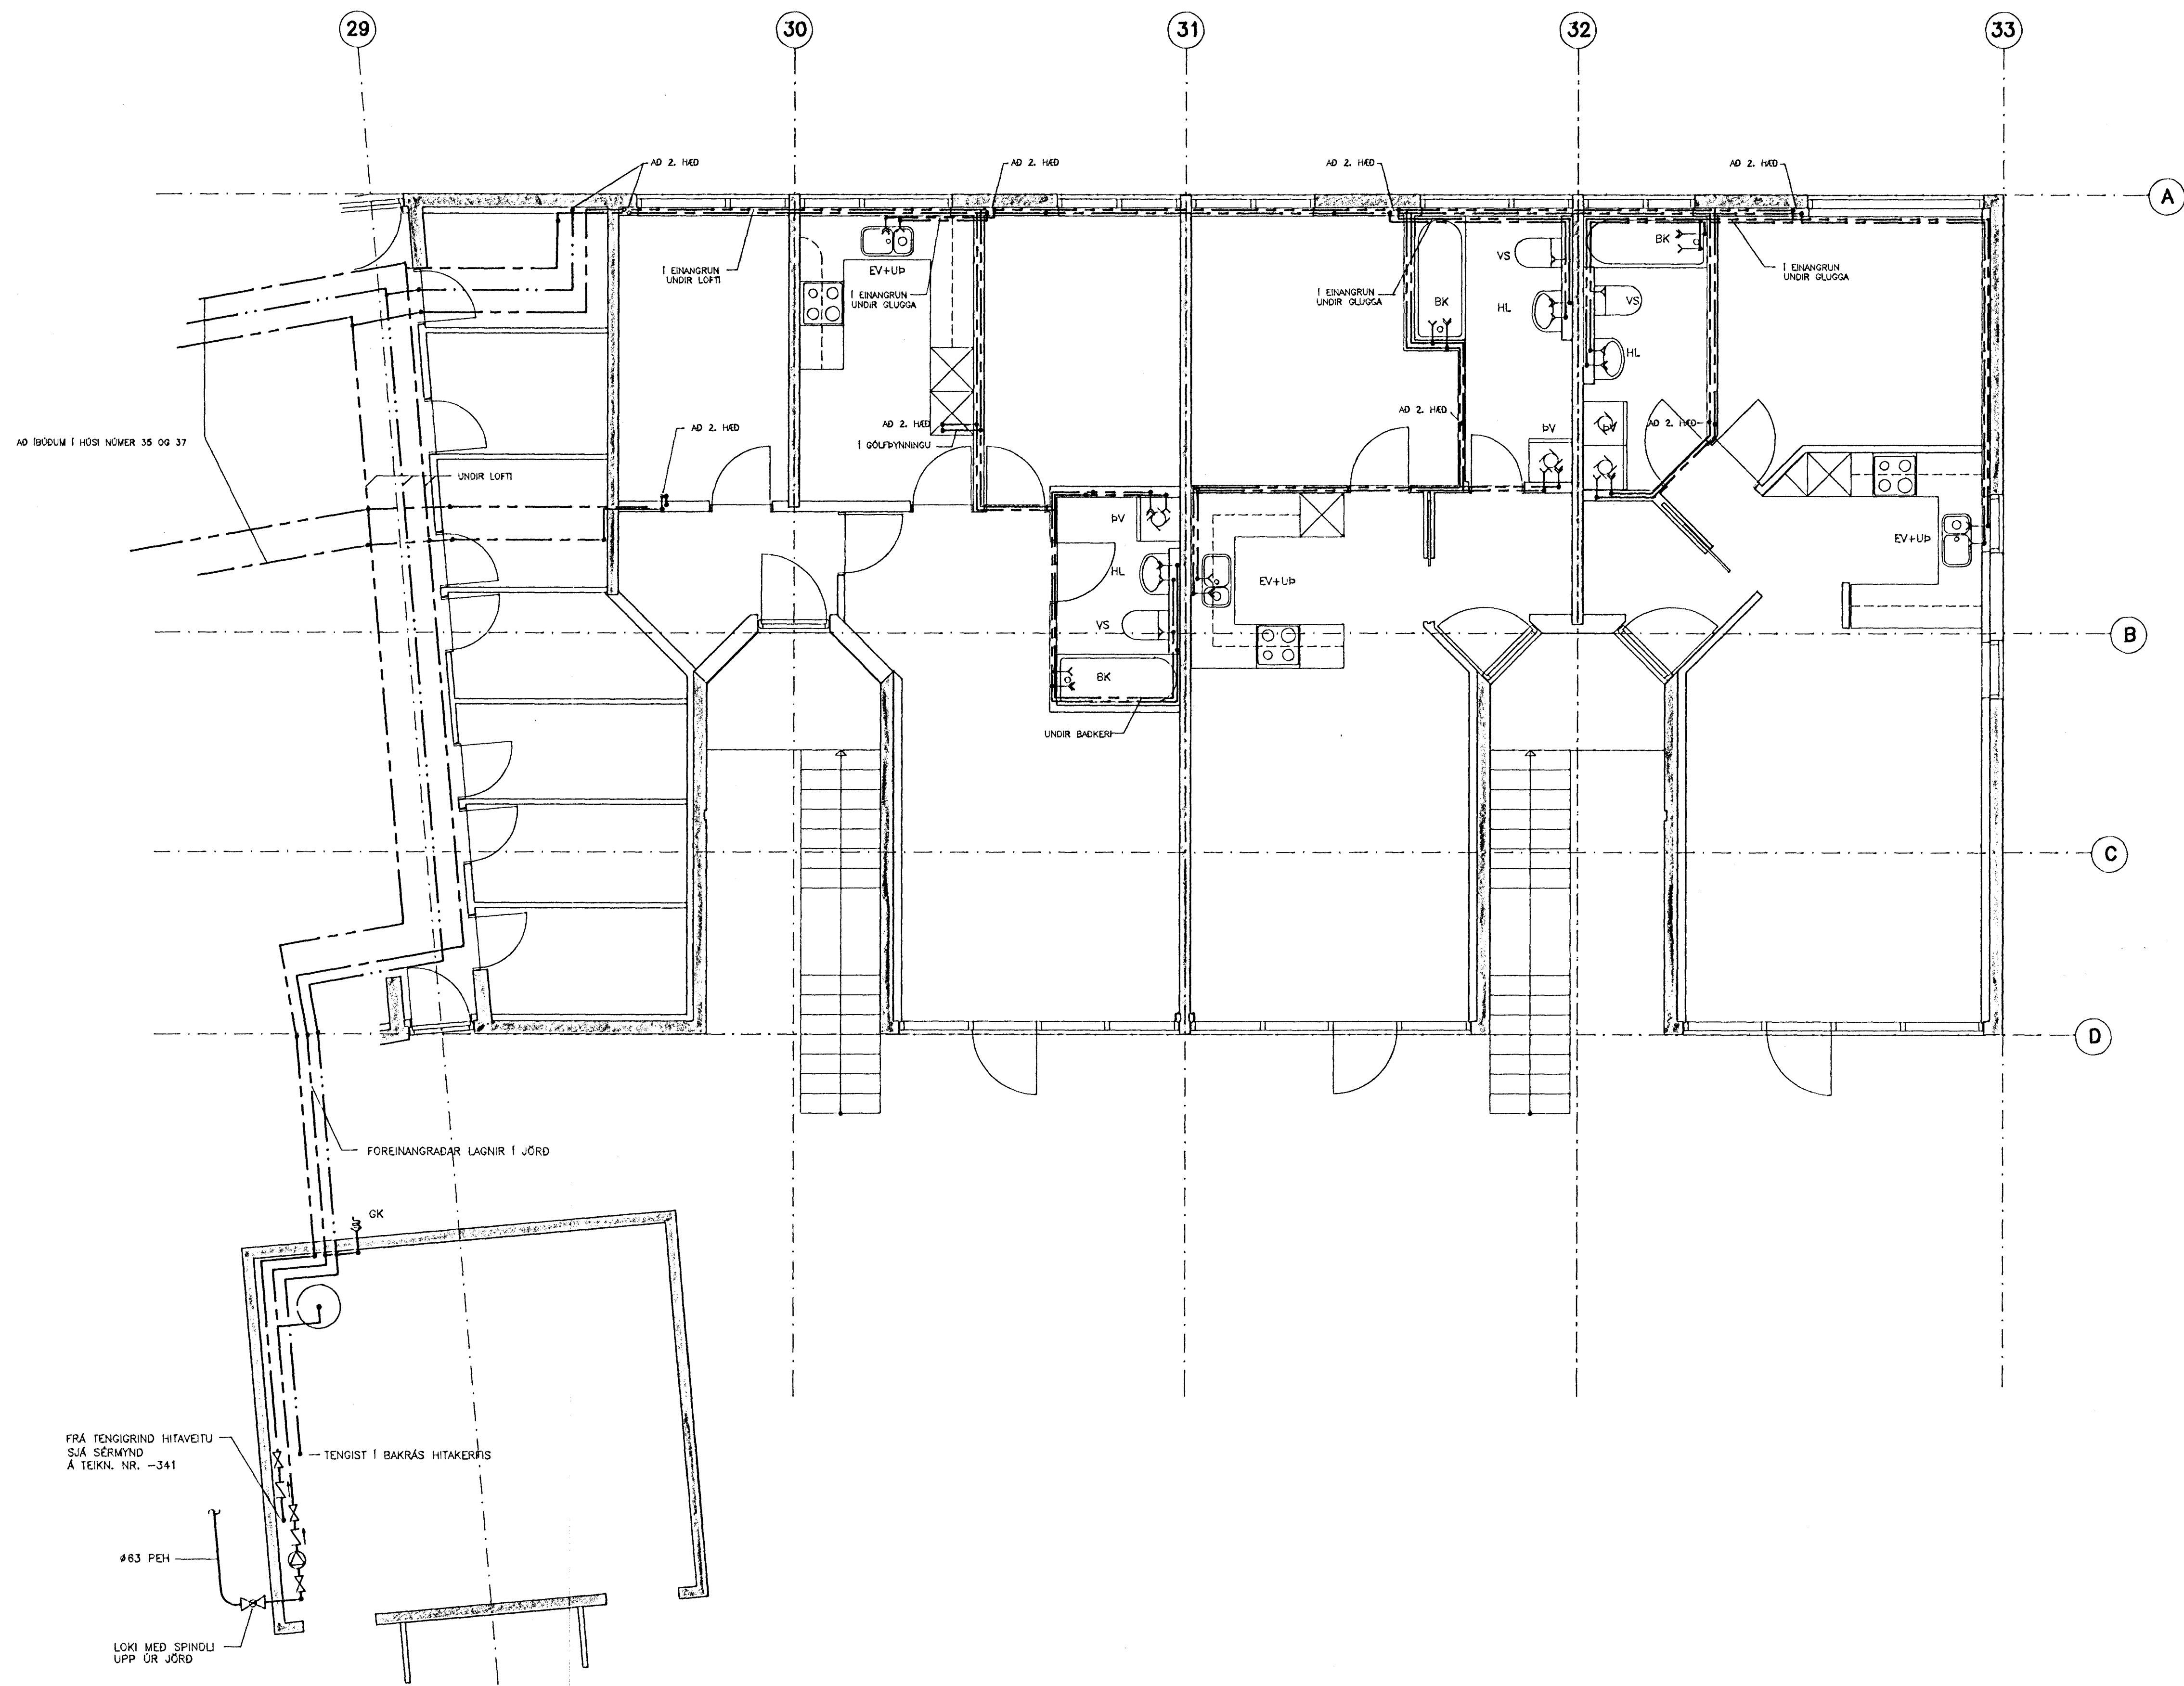 29
30
31
32
33
A
B
C
D
AÐ 2. HÆÐ
AÐ 2. HÆÐ
AÐ 2. HÆÐ
AÐ 2. HÆÐ
Í EINANGRUN
UNDIR LOFTI
EV+UÞ
Í EINANGRUN
UNDIR GLUGGA
Í EINANGRUN
UNDIR GLUGGA
BK
VS
HL
BK
VS
HL
Í EINANGRUN
UNDIR GLUGGA
AÐ ÍBÚÐUM Í HÚSI NÚMER 35 OG 37
UNDIR LOFTI
AÐ 2. HÆÐ
AÐ 2. HÆÐ
Í GÓLFÞYNNINGU
AÐ 2. HÆÐ
ÞV
ÞV
AÐ 2. HÆÐ
ÞV
HL
VS
BK
EV+UÞ
EV+UÞ
UNDIR BAÐKERI
FOREINANGRAÐAR LAGNIR Í JÖRÐ
GK
FRÁ TENGIGRIND HITAVEITU
SJÁ SÉRMYND
Á TEIKN. NR. -341
TENGIST Í BAKRÁS HITAKERFIS
Ø63 PEH
LOKI MEÐ SPINDLI
UPP ÚR JÖRÐ